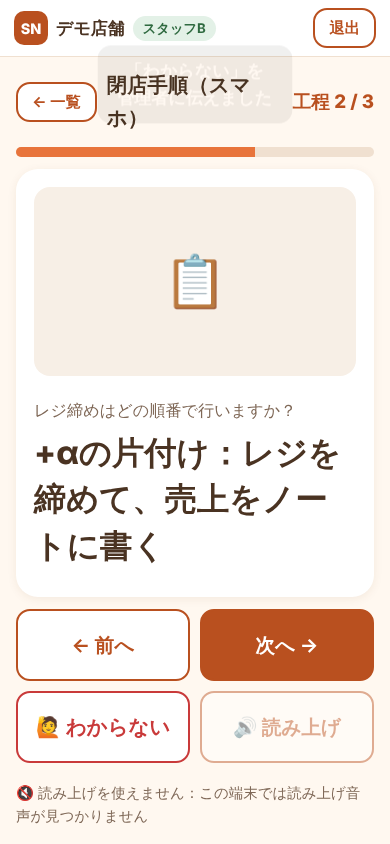 SN デモ店舗 スタッフB 退出
「わからない」を
管理者に伝えました
← 一覧 閉店手順（スマ
ホ） 工程 2 / 3
レジ締めはどの順番で行いますか？
+αの片付け：レジを
締めて、売上をノー
トに書く
← 前へ 次へ →
🙋 わからない 🔊 読み上げ
🔇 読み上げを使えません：この端末では読み上げ音
声が見つかりません